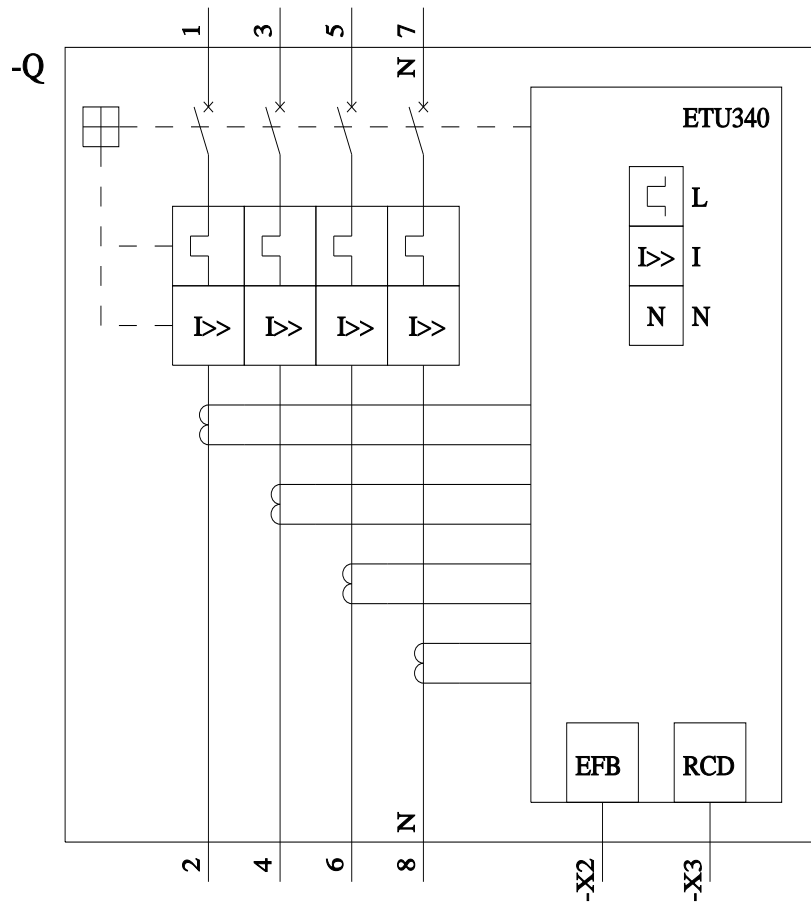 1 3 5 7
-Q
N
ETU340
L
I>> I
N N
I>> I>> I>> I>>
EFB RCD
N
2 4 6 8 -X2 -X3